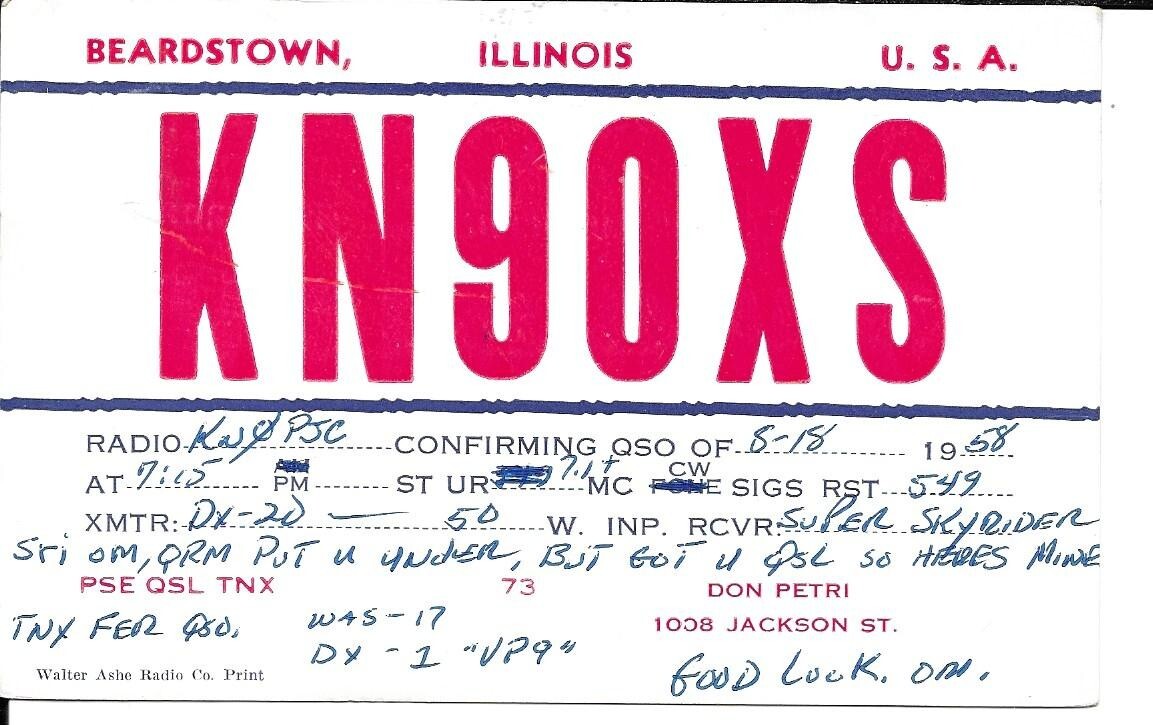 BEARDSTOWN, ILLINOIS U. S. A.
KN9OXS
RADIO KNØPJC CONFIRMING QSO OF 8-18 1958
AT 7:15 PM ST UR 7.1+ MC CW FONE SIGS RST 549
XMTR: DX-20 — 50 W. INP. RCVR: SUPER SKYRIDER
Sri OM, QRM PUT U UNDER, BUT GOT U QSL SO HERES MINE
PSE QSL TNX 73 DON PETRI
TNX FER QSO. WAS-17 1008 JACKSON ST.
DX - 1 "VP9"
Walter Ashe Radio Co. Print GOOD LUCK. OM.